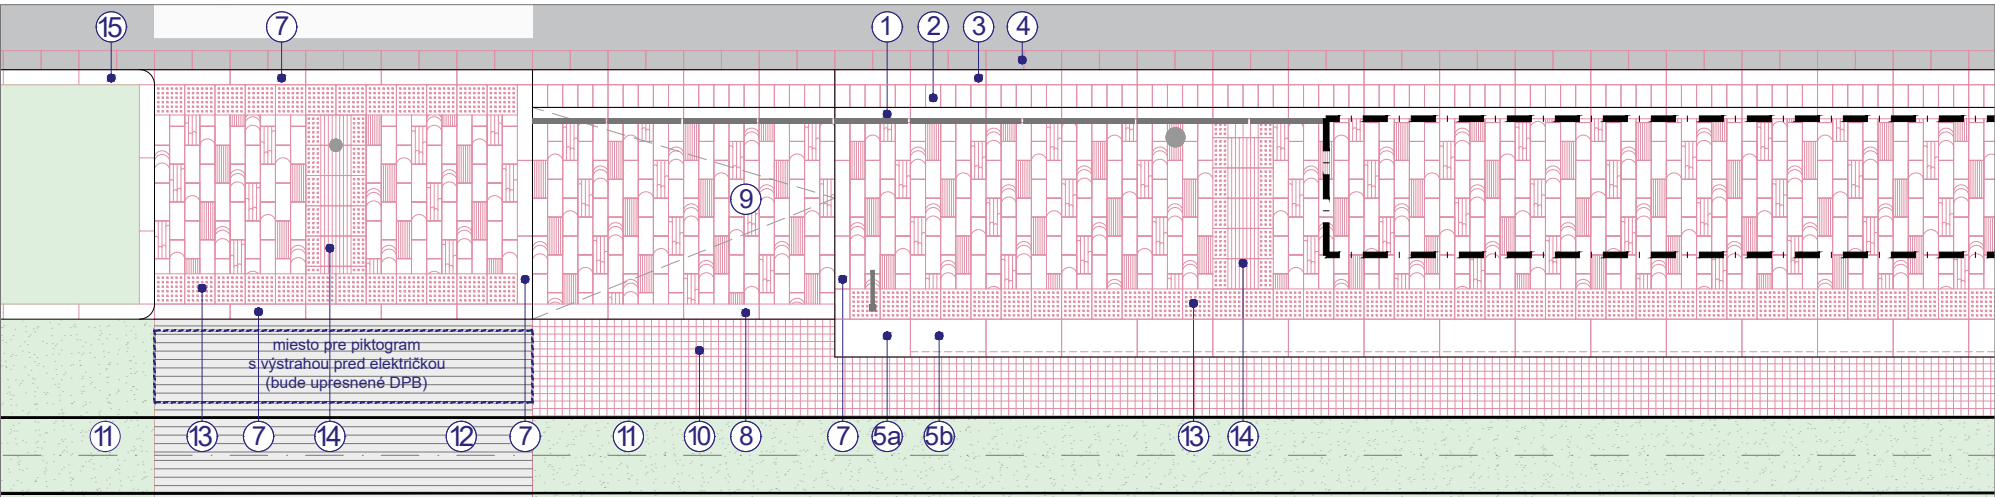 15 7 1 2 3 4
9
miesto pre piktogram
s výstrahou pred električkou
(bude upresnené DPB)
11 13 7 14 12 7 11 10 8 7 5a 5b 13 14